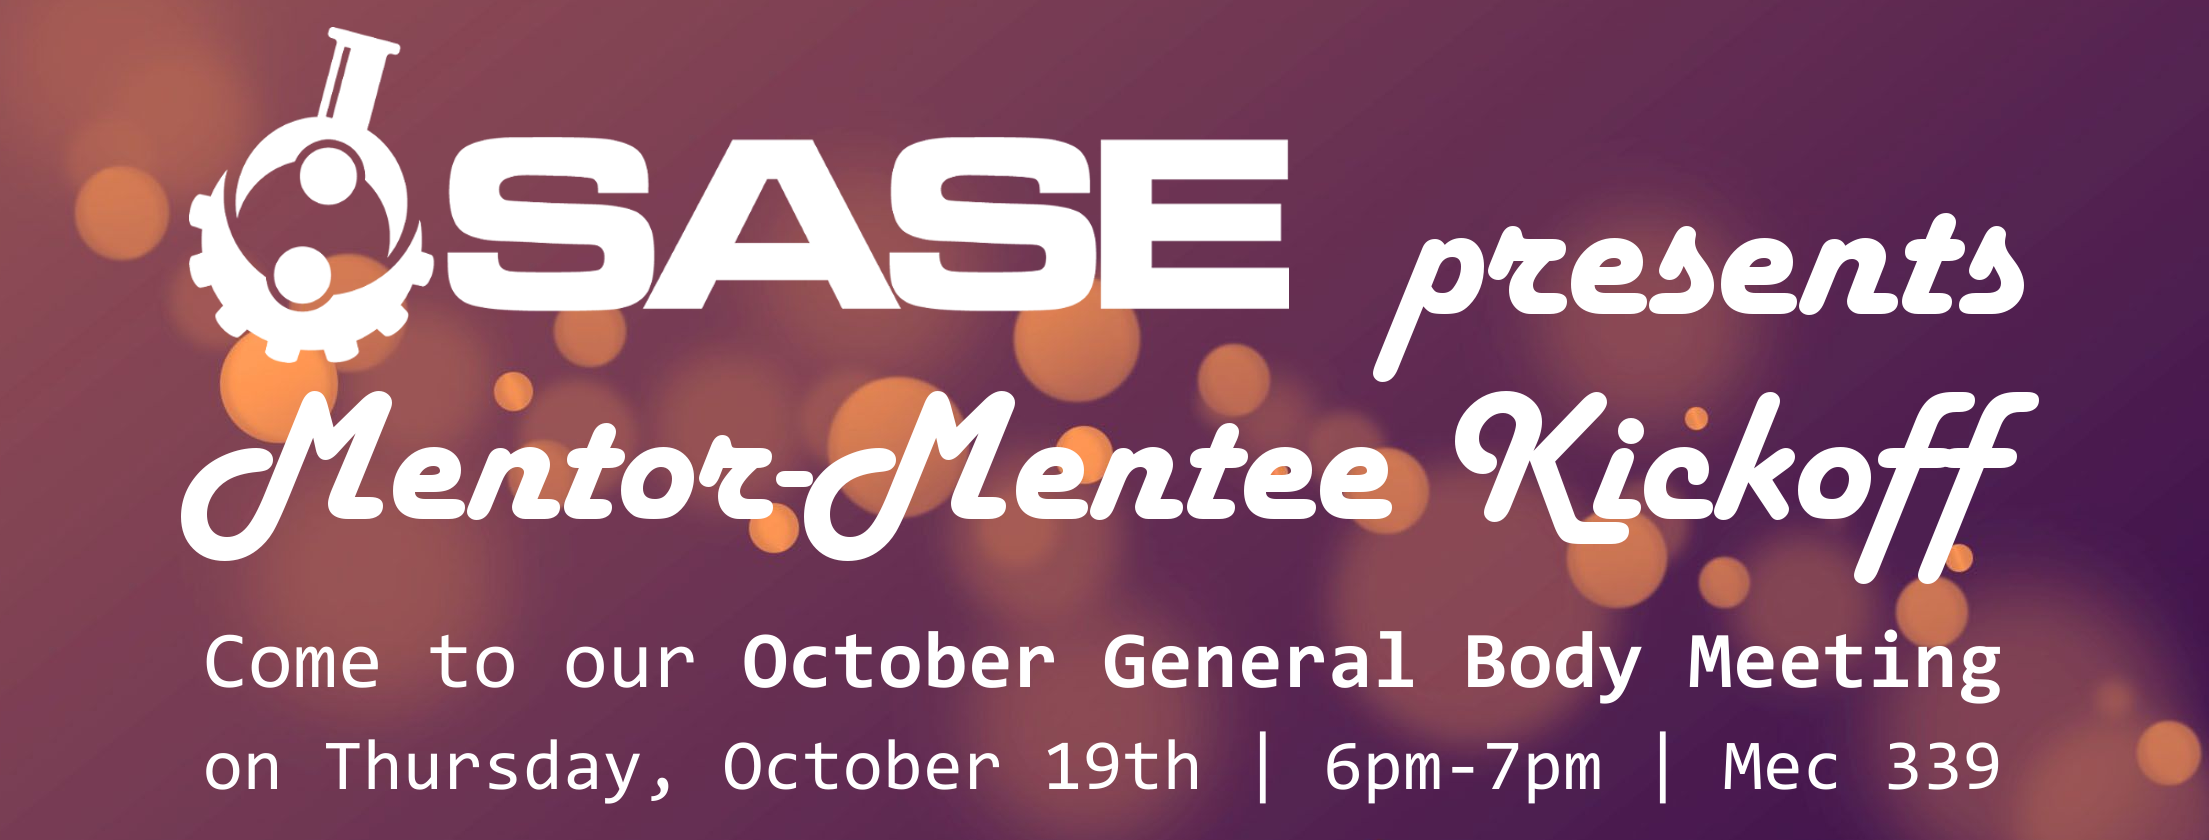 SASE presents
Mentor-Mentee Kickoff
Come to our October General Body Meeting
on Thursday, October 19th | 6pm-7pm | Mec 339